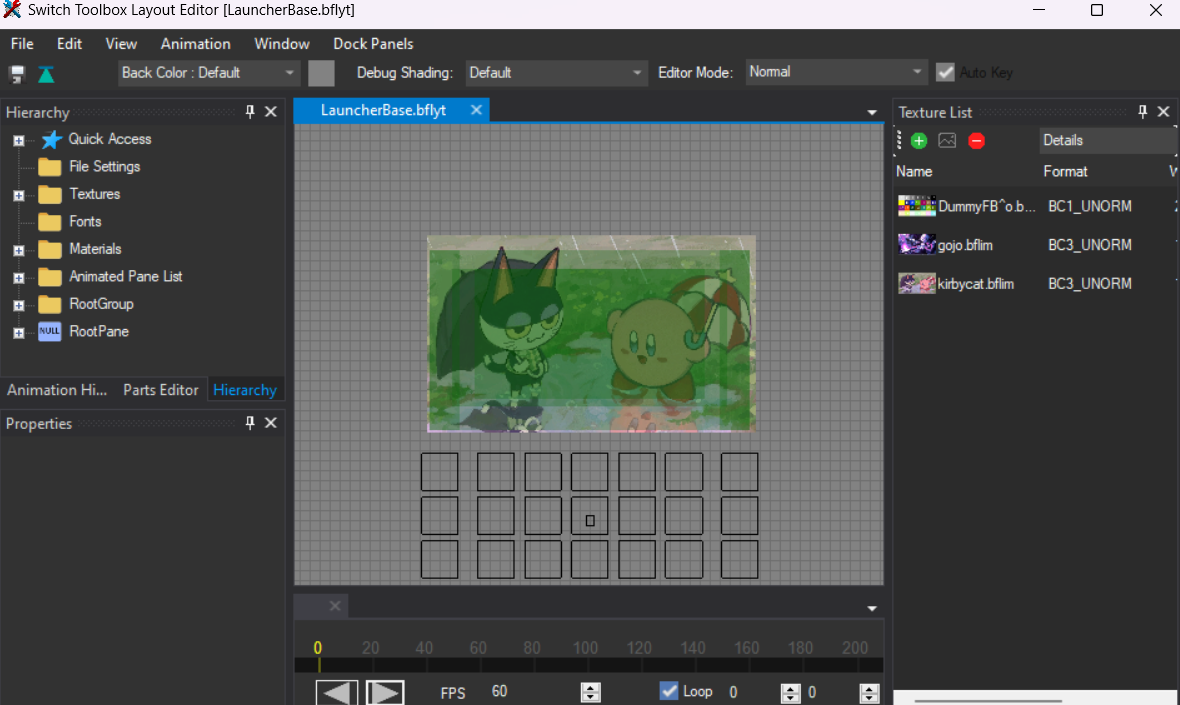 Switch Toolbox Layout Editor [LauncherBase.bflyt]
File Edit View Animation Window Dock Panels
Back Color : Default Debug Shading: Default Editor Mode: Normal Auto Key
Hierarchy
Quick Access
File Settings
Textures
Fonts
Materials
Animated Pane List
RootGroup
NULL RootPane
Animation Hi... Parts Editor Hierarchy
Properties
LauncherBase.bflyt
0 20 40 60 80 100 120 140 160 180 200
FPS 60 Loop 0 0
Texture List
Details
Name Format
DummyFB^o.b... BC1_UNORM
gojo.bflim BC3_UNORM
kirbycat.bflim BC3_UNORM